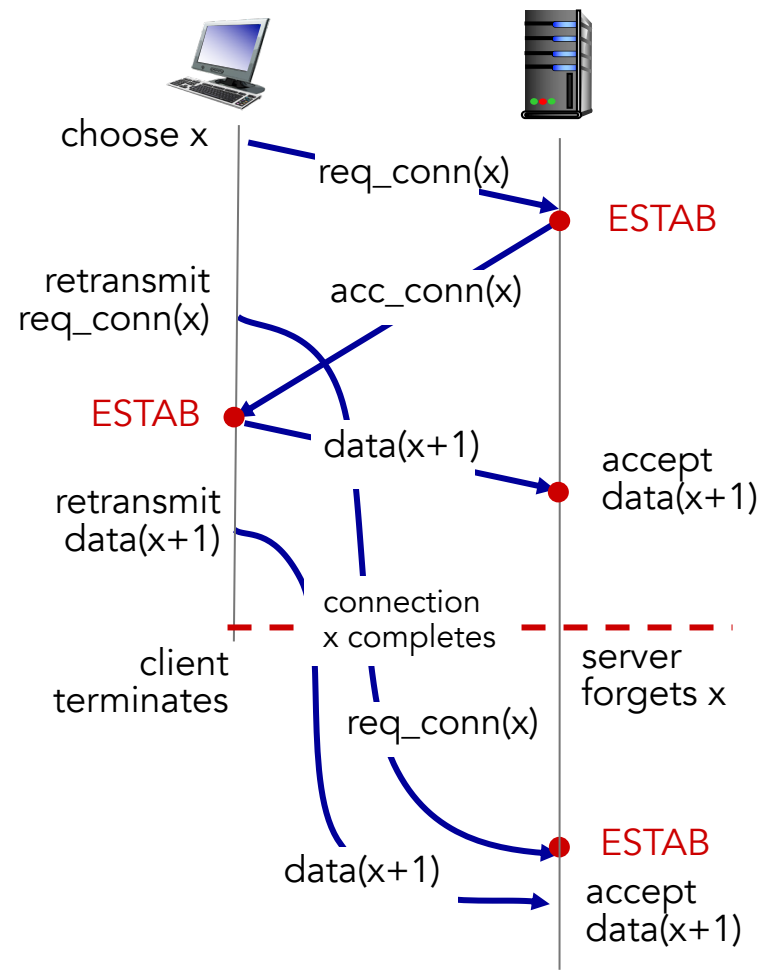 choose x
req_conn(x)
ESTAB
retransmit
req_conn(x)
acc_conn(x)
ESTAB
data(x+1)
accept
data(x+1)
retransmit
data(x+1)
connection
x completes
client
terminates
server
forgets x
req_conn(x)
ESTAB
data(x+1)
accept
data(x+1)